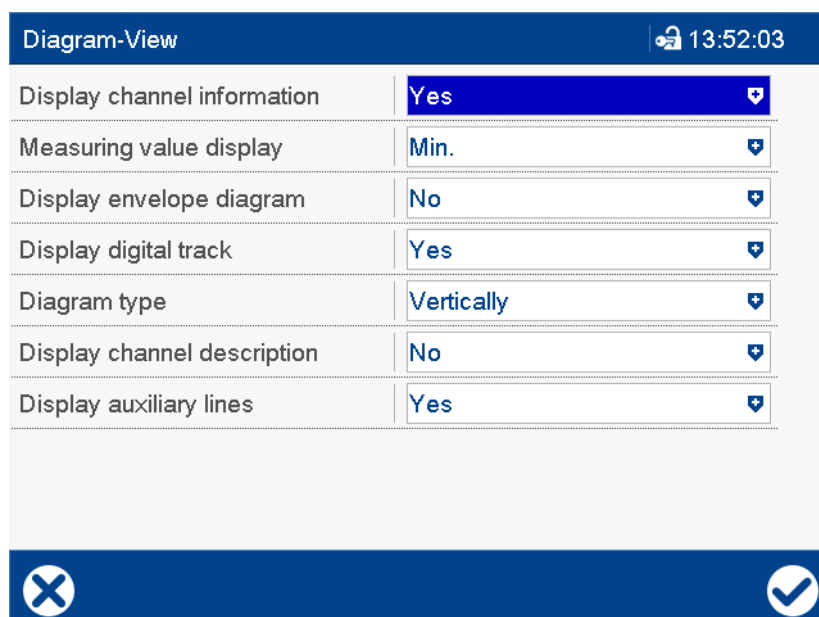 Diagram-View 13:52:03
Display channel information Yes
Measuring value display Min.
Display envelope diagram No
Display digital track Yes
Diagram type Vertically
Display channel description No
Display auxiliary lines Yes